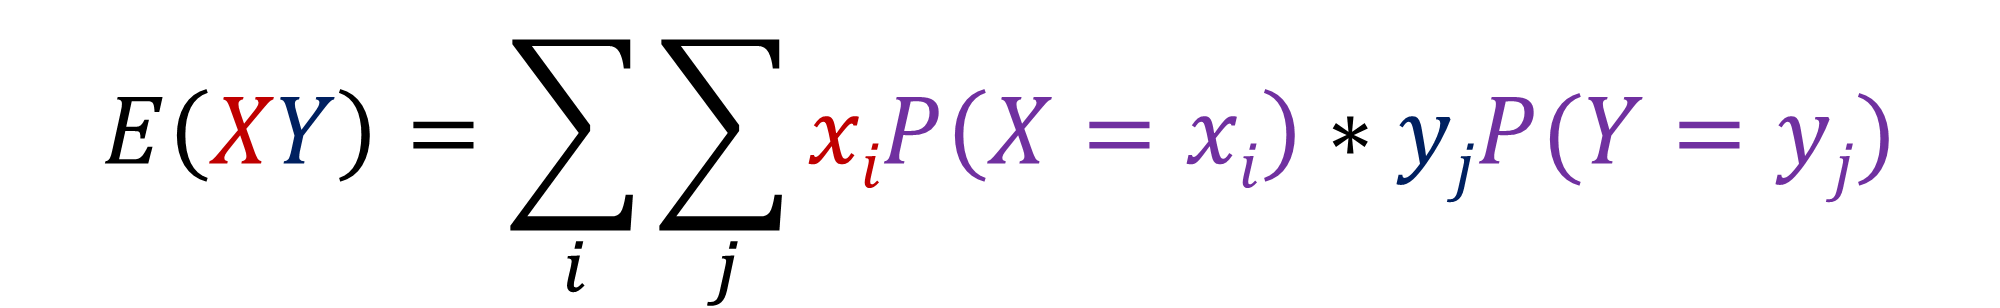 E(XY) = ∑_i ∑_j x_i P(X = x_i) * y_j P(Y = y_j)